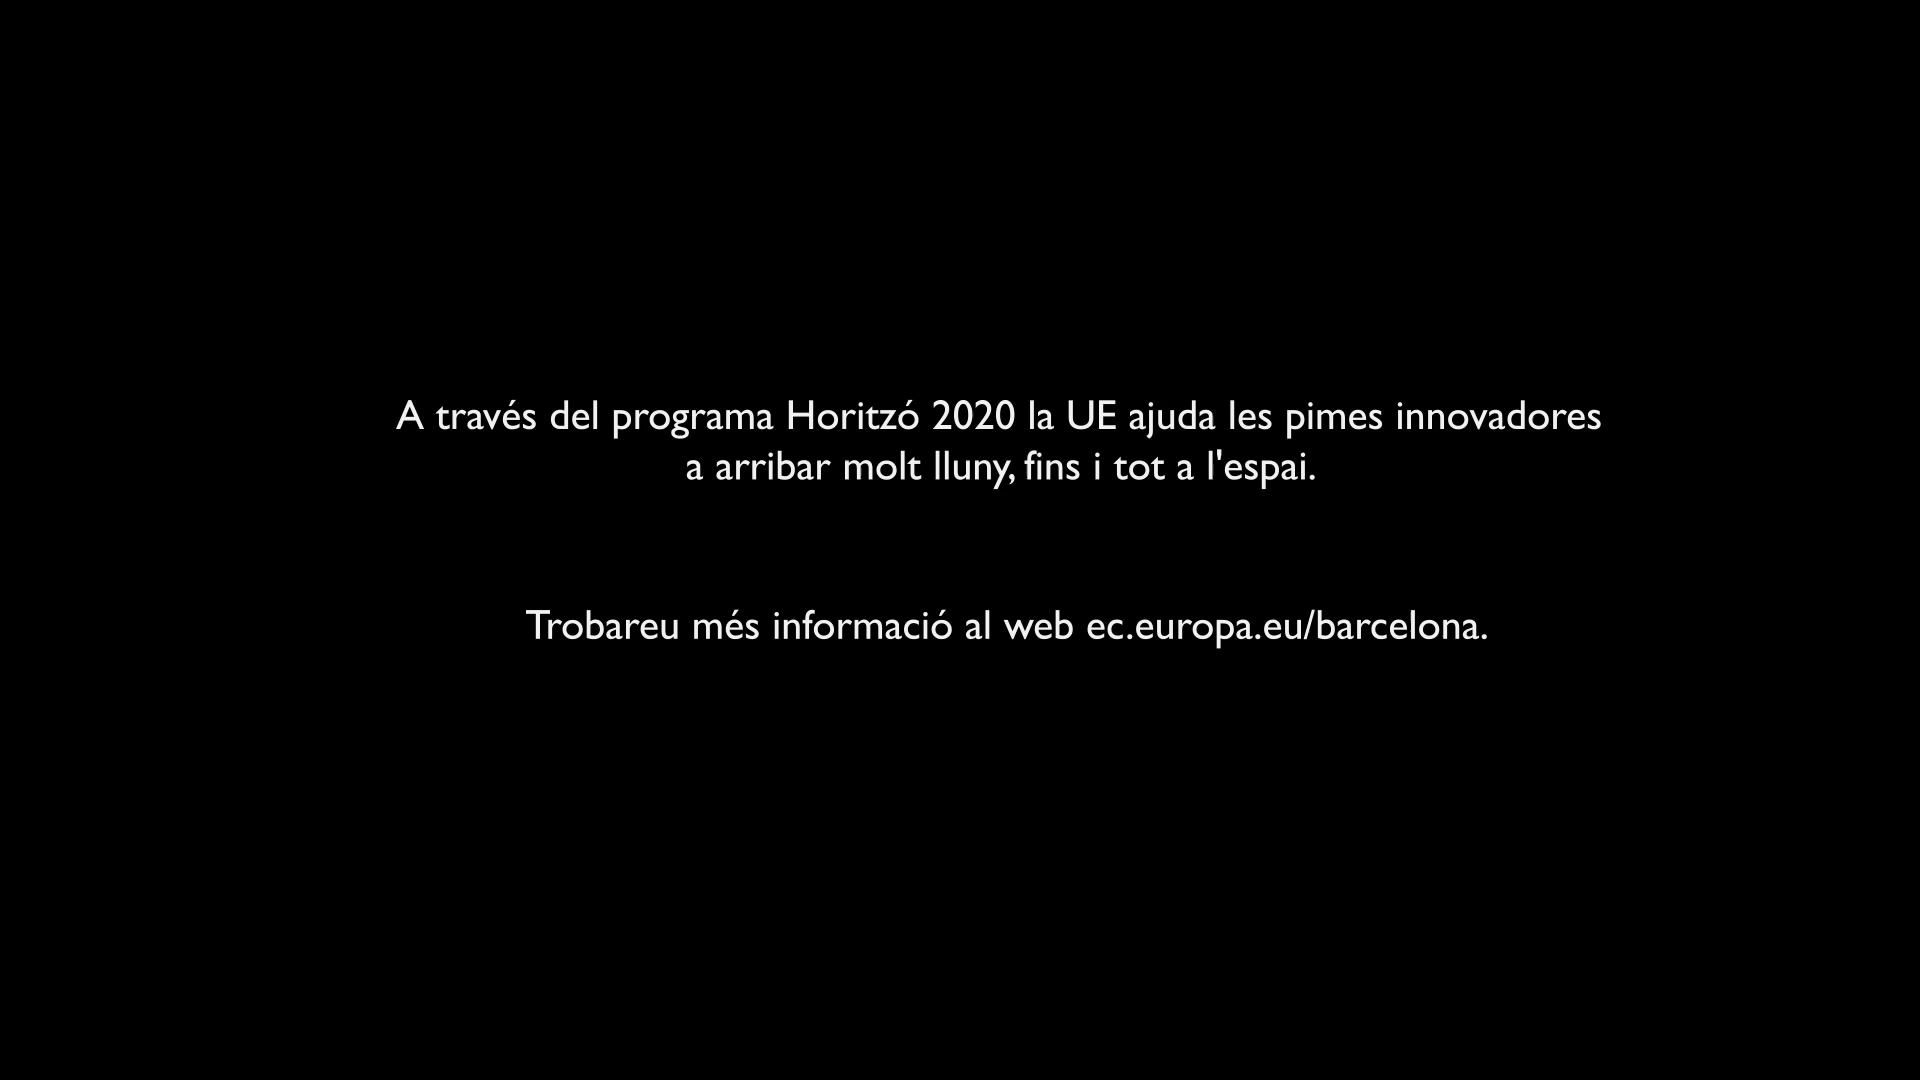 A través del programa Horitzó 2020 la UE ajuda les pimes innovadores
a arribar molt lluny, fins i tot a l'espai.
Trobareu més informació al web ec.europa.eu/barcelona.